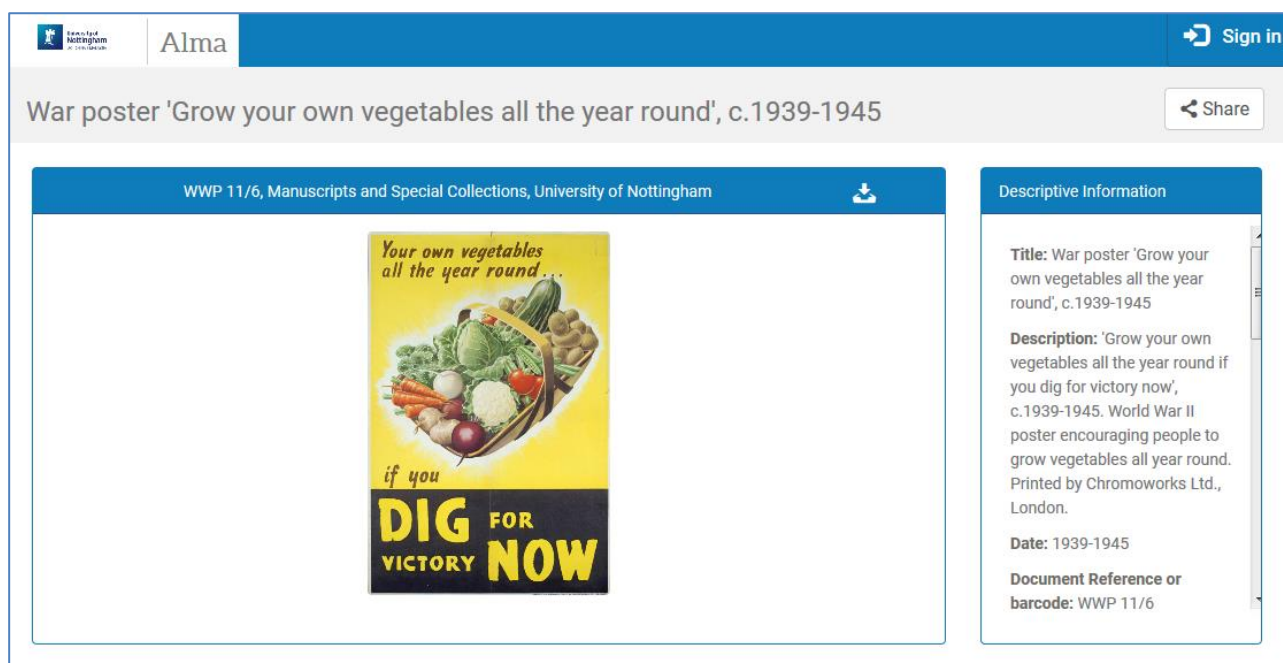 University of
Nottingham
Alma
Sign in
War poster 'Grow your own vegetables all the year round', c.1939-1945
Share
WWP 11/6, Manuscripts and Special Collections, University of Nottingham
Your own vegetables
all the year round...
if you
DIG FOR
VICTORY NOW
Descriptive Information
Title: War poster 'Grow your
own vegetables all the year
round', c.1939-1945
Description: 'Grow your own
vegetables all the year round if
you dig for victory now',
c.1939-1945. World War II
poster encouraging people to
grow vegetables all year round.
Printed by Chromoworks Ltd.,
London.
Date: 1939-1945
Document Reference or
barcode: WWP 11/6